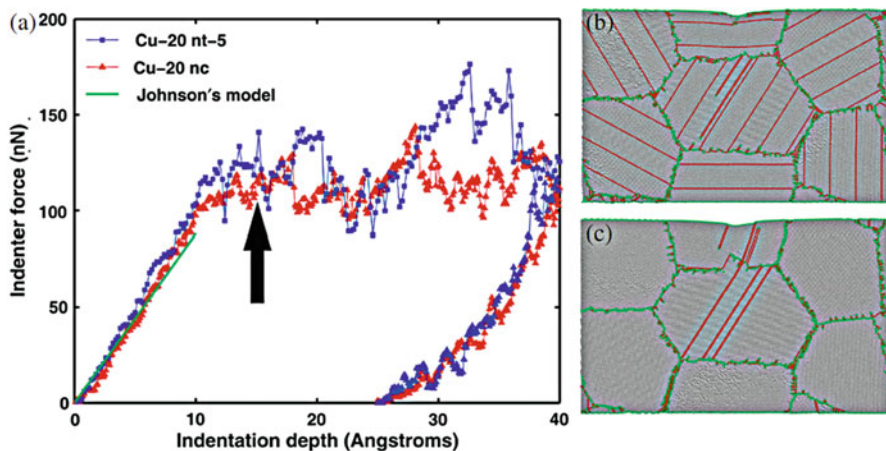 (a)
200
150
100
50
0
Indenter force (nN)
Cu-20 nt-5
Cu-20 nc
Johnson's model
0 10 20 30 40
Indentation depth (Angstroms)
(b)
(c)